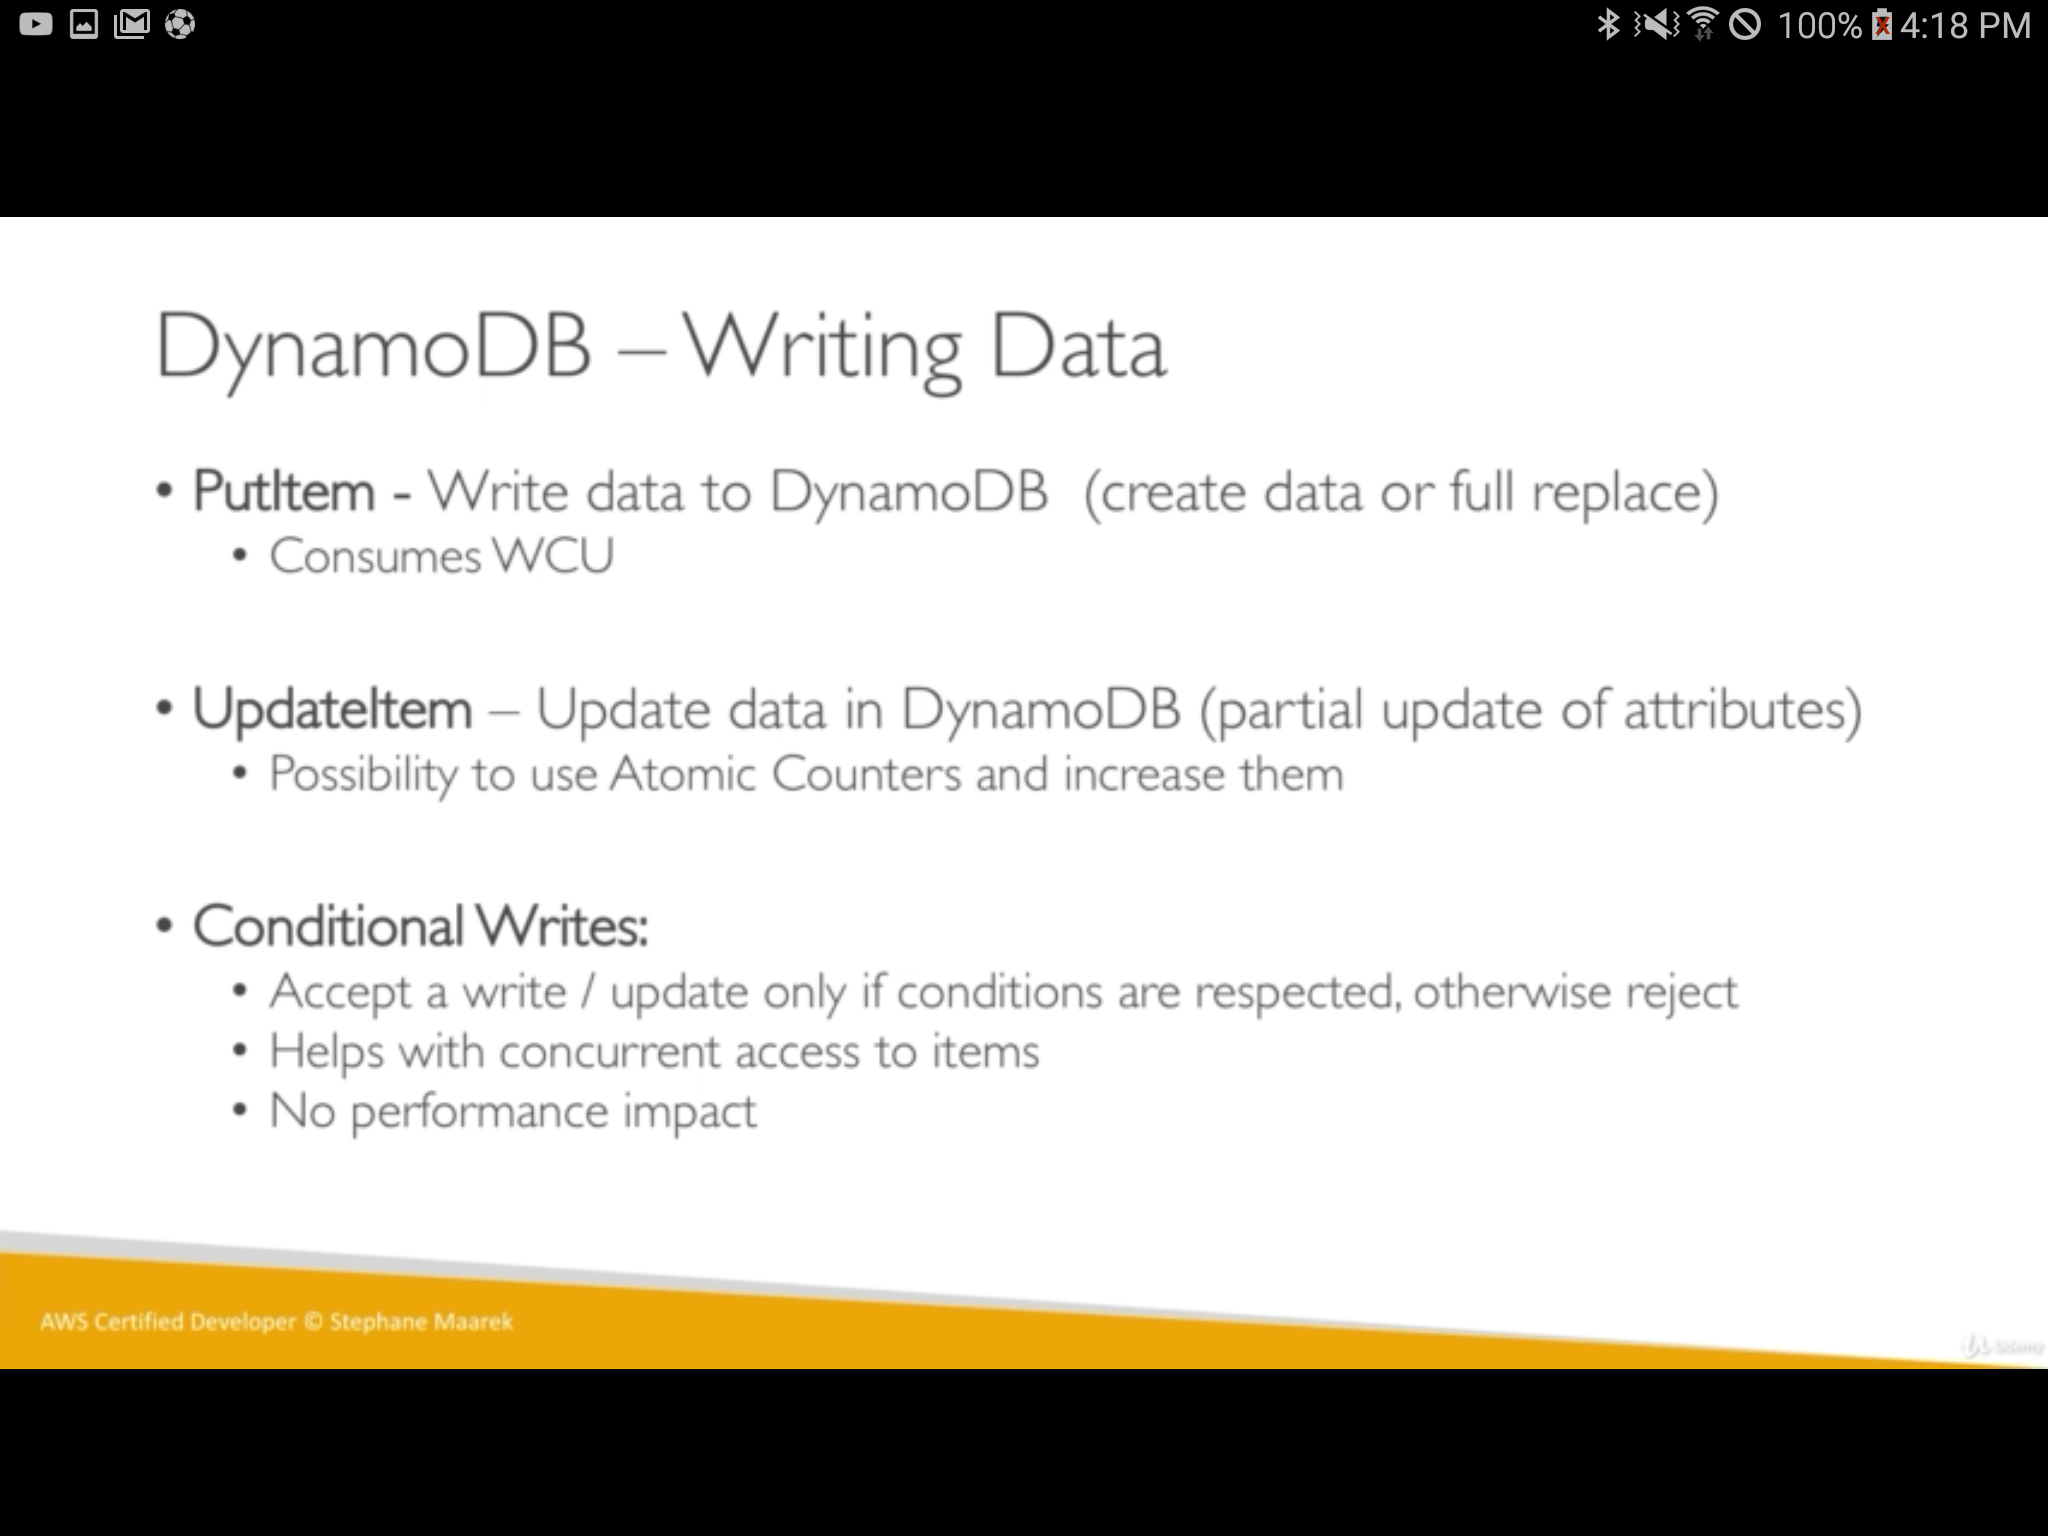 100% 4:18 PM
DynamoDB – Writing Data
• PutItem - Write data to DynamoDB (create data or full replace)
• Consumes WCU
• UpdateItem – Update data in DynamoDB (partial update of attributes)
• Possibility to use Atomic Counters and increase them
• Conditional Writes:
• Accept a write / update only if conditions are respected, otherwise reject
• Helps with concurrent access to items
• No performance impact
AWS Certified Developer © Stephane Maarek
Udemy